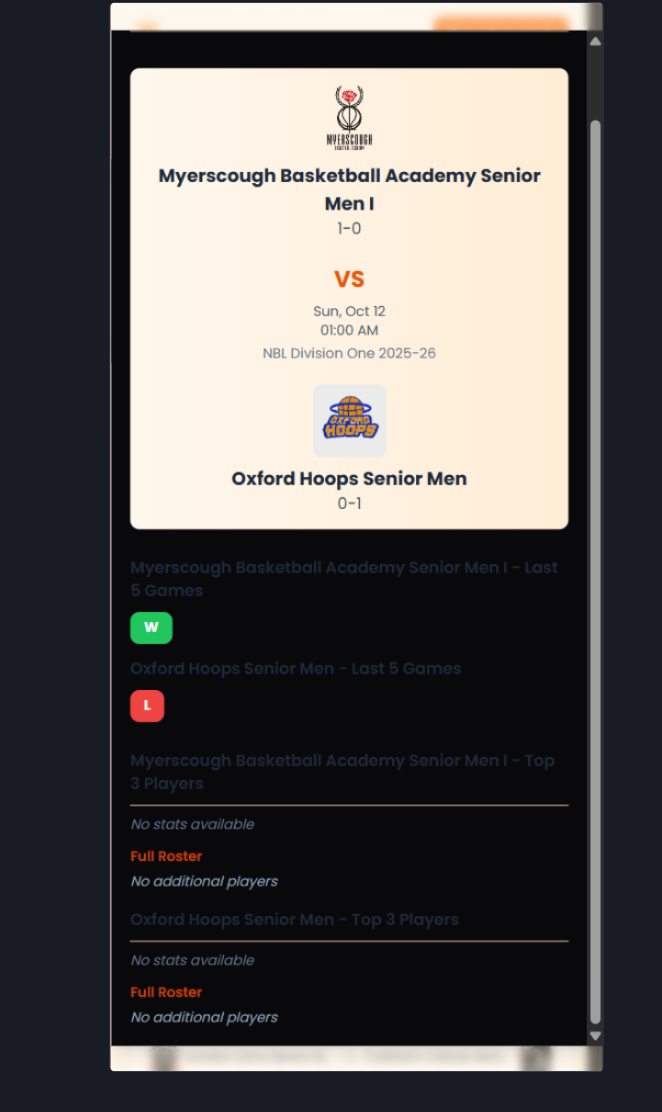 MYERSCOUGH
Myerscough Basketball Academy Senior
Men I
1-0
VS
Sun, Oct 12
01:00 AM
NBL Division One 2025-26
OXFORD
HOOPS
Oxford Hoops Senior Men
0-1
Myerscough Basketball Academy Senior Men I - Last
5 Games
W
Oxford Hoops Senior Men - Last 5 Games
L
Myerscough Basketball Academy Senior Men I - Top
3 Players
No stats available
Full Roster
No additional players
Oxford Hoops Senior Men - Top 3 Players
No stats available
Full Roster
No additional players